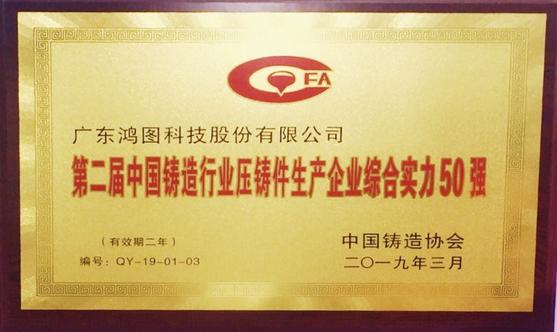 CFA
广东鸿图科技股份有限公司
第二届中国铸造行业压铸件生产企业综合实力50强
（有效期二年）
编号：QY-19-01-03
中国铸造协会
二〇一九年三月